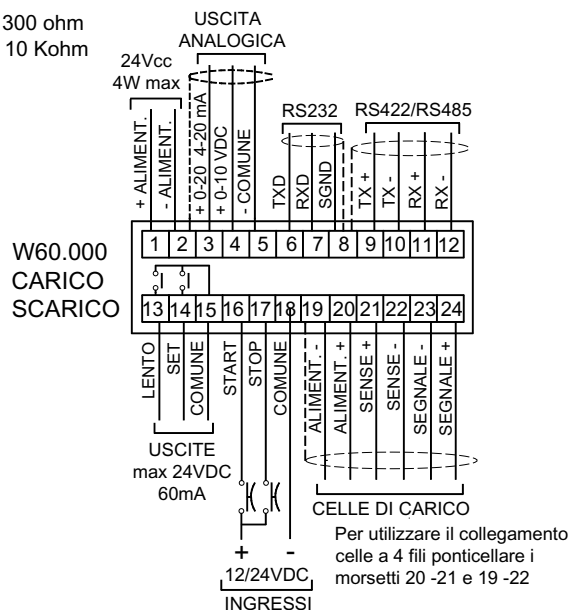 300 ohm
10 Kohm
USCITA
ANALOGICA
24Vcc
4W max
RS232
RS422/RS485
+ ALIMENT.
- ALIMENT.
+ 0-20 4-20 mA
+ 0-10 VDC
- COMUNE
TXD
RXD
SGND
TX +
TX -
RX +
RX -
1 2 3 4 5 6 7 8 9 10 11 12
W60.000
CARICO
SCARICO
13 14 15 16 17 18 19 20 21 22 23 24
LENTO
SET
COMUNE
START
STOP
COMUNE
ALIMENT. -
ALIMENT. +
SENSE +
SENSE -
SEGNALE -
SEGNALE +
USCITE
max 24VDC
60mA
CELLE DI CARICO
Per utilizzare il collegamento
celle a 4 fili ponticellare i
morsetti 20 -21 e 19 -22
+ -
12/24VDC
INGRESSI